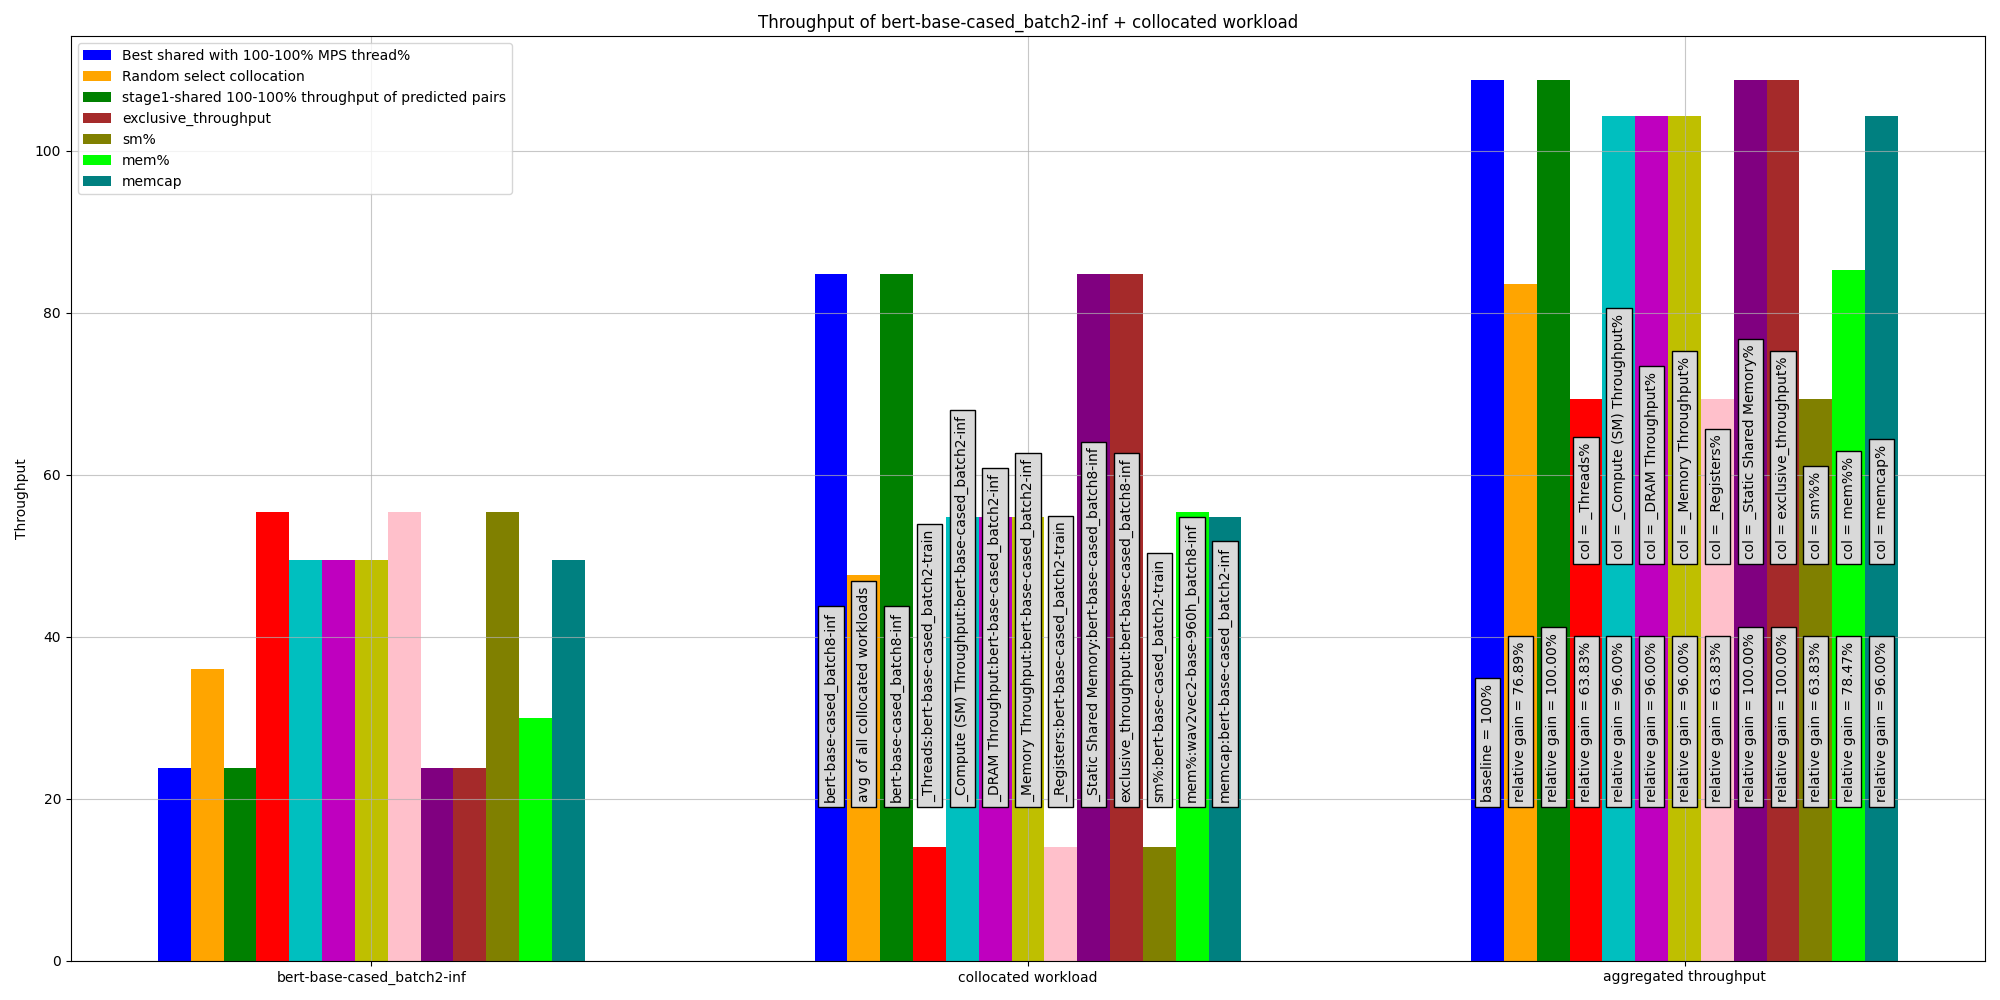 Throughput of bert-base-cased_batch2-inf + collocated workload
Best shared with 100-100% MPS thread%
Random select collocation
stage1-shared 100-100% throughput of predicted pairs
exclusive_throughput
sm%
mem%
memcap
Throughput
100
80
60
40
20
0
bert-base-cased_batch8-inf
avg of all collocated workloads
bert-base-cased_batch8-inf
_Threads:bert-base-cased_batch2-train
_Compute (SM) Throughput:bert-base-cased_batch2-inf
_DRAM Throughput:bert-base-cased_batch2-inf
_Memory Throughput:bert-base-cased_batch2-inf
_Registers:bert-base-cased_batch2-train
_Static Shared Memory:bert-base-cased_batch8-inf
exclusive_throughput:bert-base-cased_batch8-inf
sm%:bert-base-cased_batch2-train
mem%:wav2vec2-base-960h_batch8-inf
memcap:bert-base-cased_batch2-inf
col = _Threads%
col = _Compute (SM) Throughput%
col = _DRAM Throughput%
col = _Memory Throughput%
col = _Registers%
col = _Static Shared Memory%
col = exclusive_throughput%
col = sm%%
col = mem%%
col = memcap%
baseline = 100%
relative gain = 76.89%
relative gain = 100.00%
relative gain = 63.83%
relative gain = 96.00%
relative gain = 96.00%
relative gain = 96.00%
relative gain = 63.83%
relative gain = 100.00%
relative gain = 100.00%
relative gain = 63.83%
relative gain = 78.47%
relative gain = 96.00%
bert-base-cased_batch2-inf
collocated workload
aggregated throughput